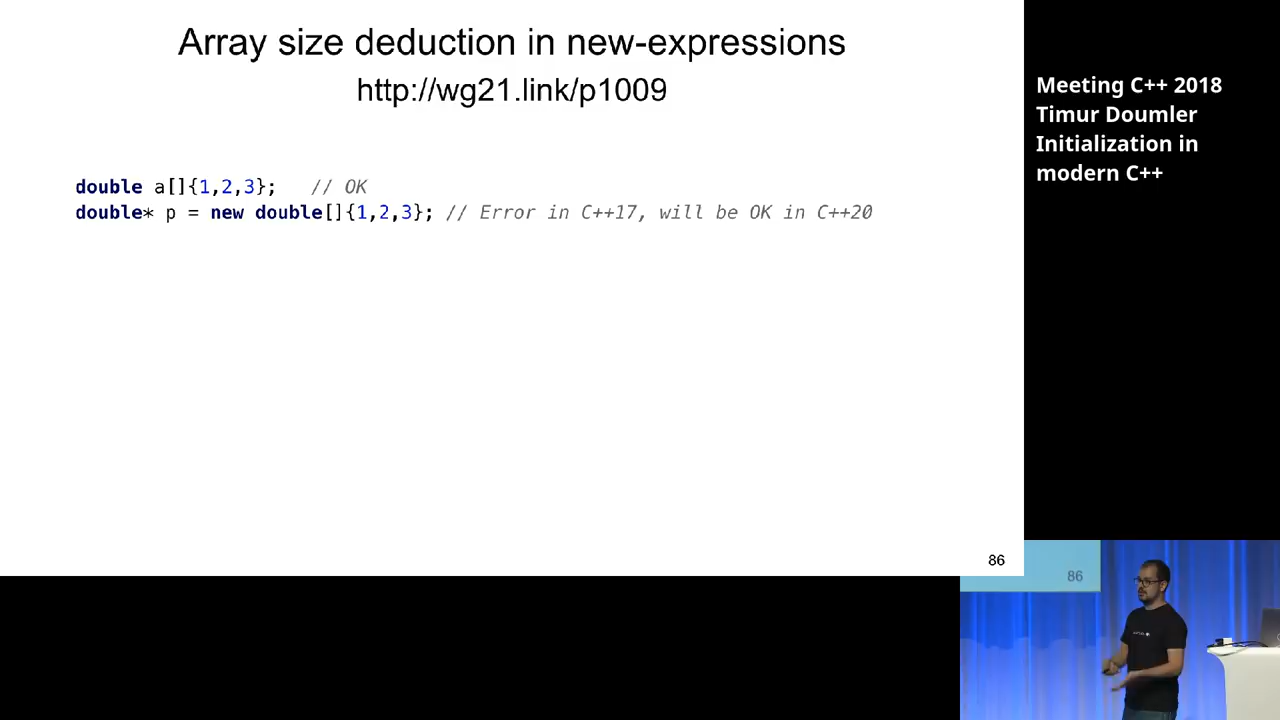 Array size deduction in new-expressions
http://wg21.link/p1009
double a[]{1,2,3};   // OK
double* p = new double[]{1,2,3}; // Error in C++17, will be OK in C++20
86
Meeting C++ 2018
Timur Doumler
Initialization in
modern C++
86